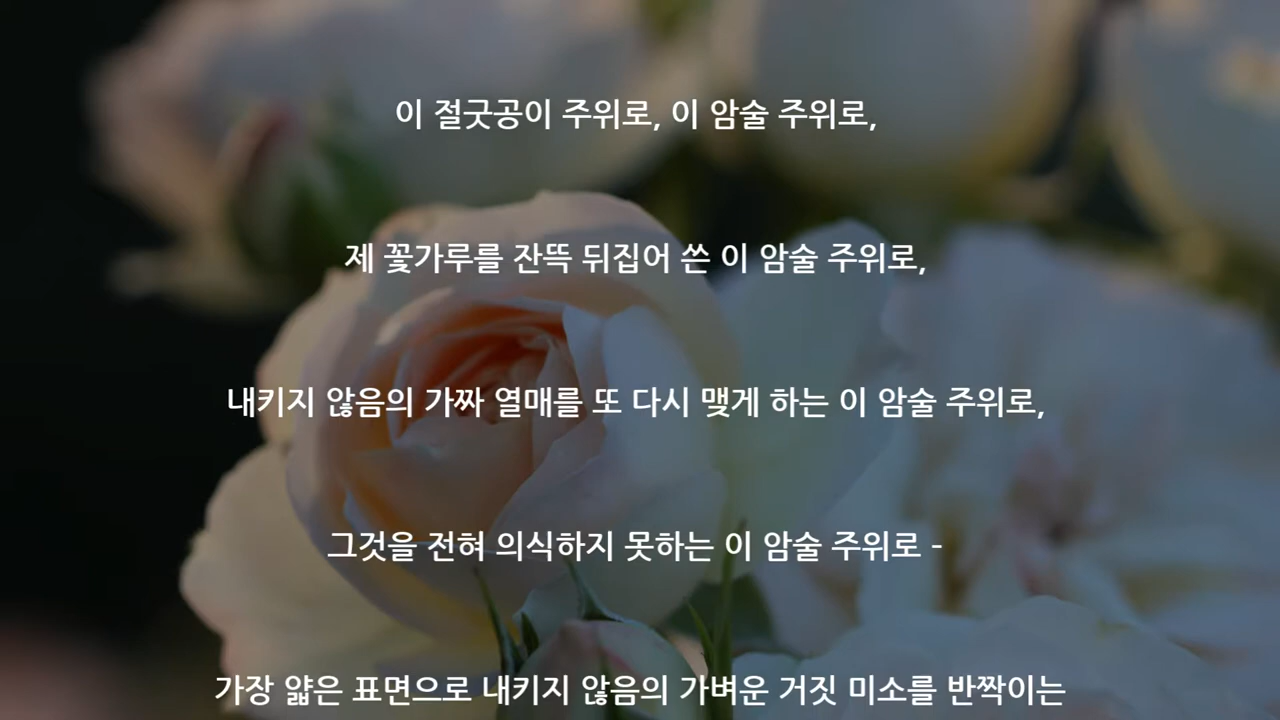 이 절굿공이 주위로, 이 암술 주위로,
제 꽃가루를 잔뜩 뒤집어 쓴 이 암술 주위로,
내키지 않음의 가짜 열매를 또 다시 맺게 하는 이 암술 주위로,
그것을 전혀 의식하지 못하는 이 암술 주위로 -
가장 얇은 표면으로 내키지 않음의 가벼운 거짓 미소를 반짝이는